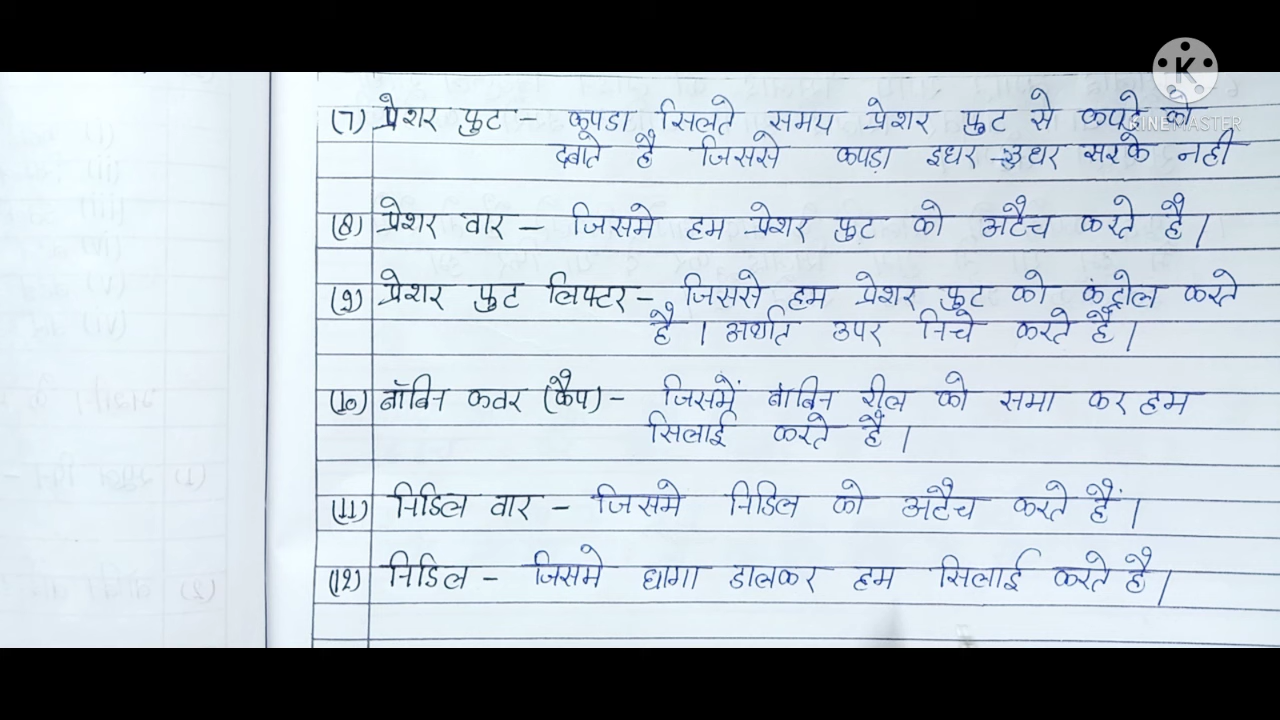 KINEMASTER
(7) प्रेशर फुट - कपडा सिलते समय प्रेशर फुट से कपड़े को
दबाते है जिससे कपड़ा इधर-उधर सरके नही
(8) प्रेशर वार - जिसमे हम प्रेशर फुट को अटैच करते है।
(9) प्रेशर फुट लिफ्टर - जिससे हम प्रेशर फुट को कंट्रोल करते
है। अर्थात उपर निचे करते है।
(10) बॉबिन कवर (कैप) - जिसमें बॉबिन रील को समा कर हम
सिलाई करते है।
(11) निडिल वार - जिसमे निडिल को अटैच करते हैं।
(12) निडिल - जिसमे धागा डालकर हम सिलाई करते है।